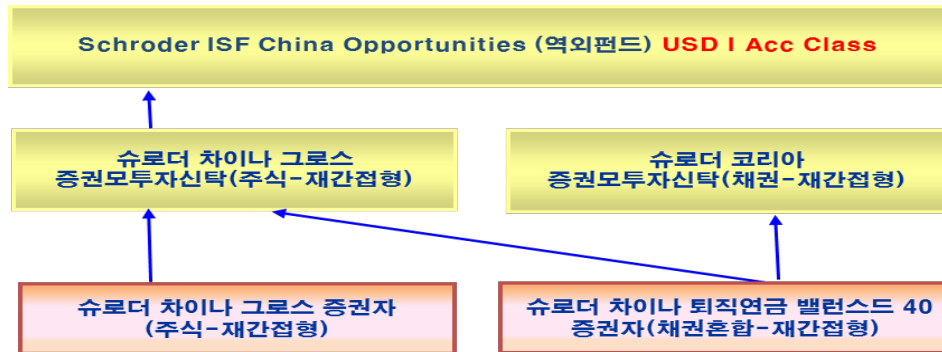 Schroder ISF China Opportunities (역외펀드) USD I Acc Class
슈로더 차이나 그로스
증권모투자신탁(주식-재간접형)
슈로더 코리아
증권모투자신탁(채권-재간접형)
슈로더 차이나 그로스 증권자
(주식-재간접형)
슈로더 차이나 퇴직연금 밸런스드 40
증권자(채권혼합-재간접형)